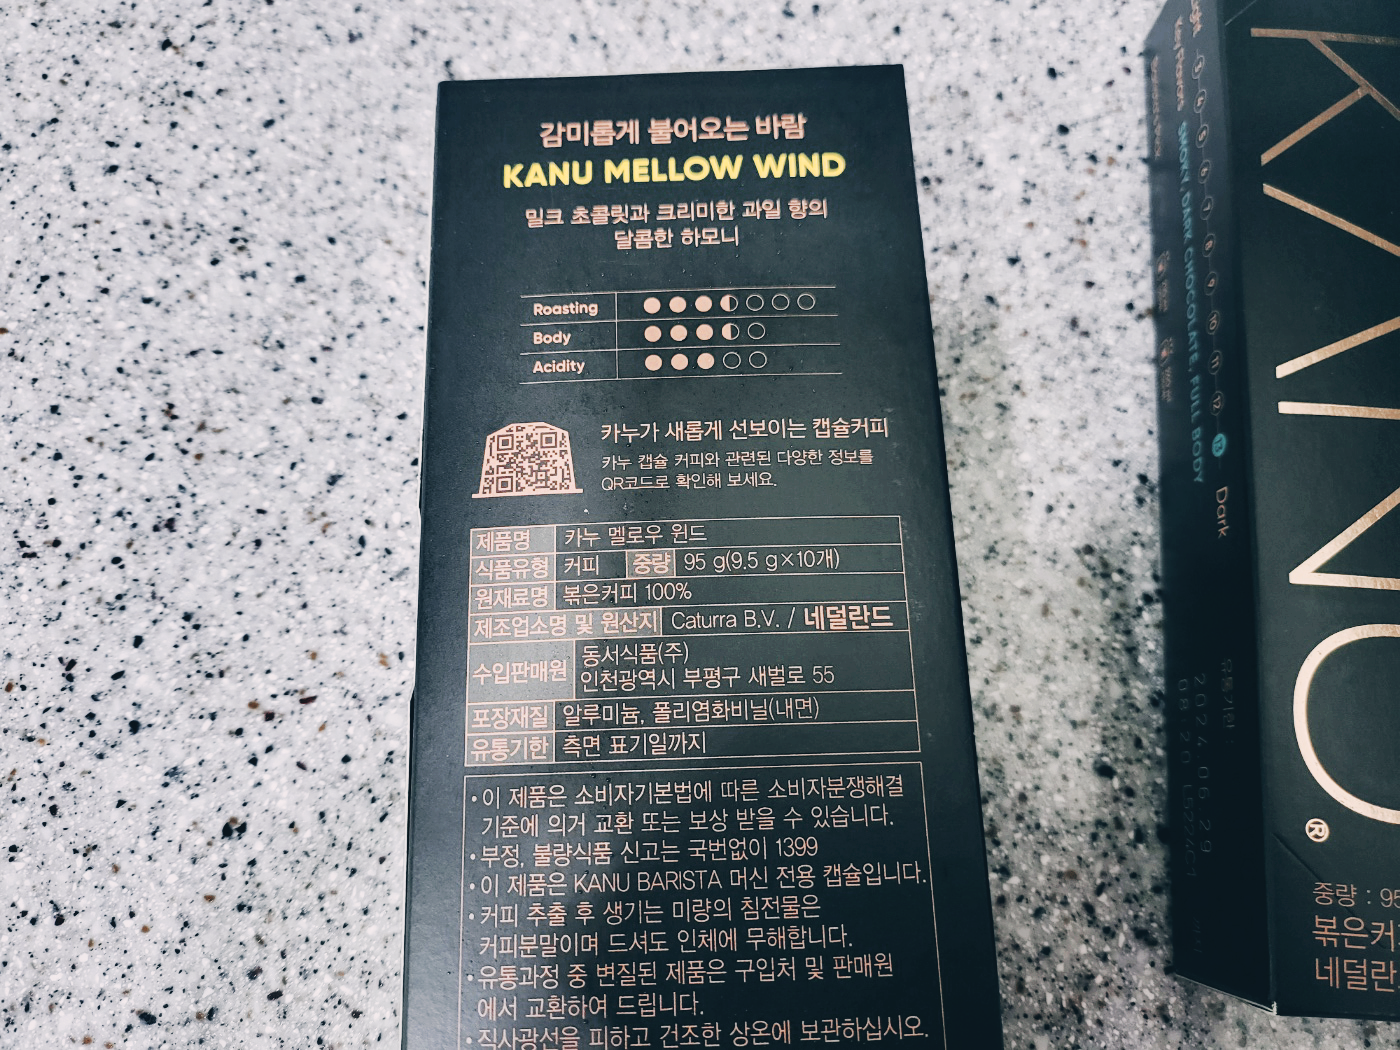 감미롭게 불어오는 바람
KANU MELLOW WIND
밀크 초콜릿과 크리미한 과일 향의
달콤한 하모니
Roasting
Body
Acidity
카누가 새롭게 선보이는 캡슐커피
카누 캡슐 커피와 관련된 다양한 정보를
QR코드로 확인해 보세요.
제품명 카누 멜로우 윈드
식품유형 커피 중량 95 g(9.5 g×10개)
원재료명 볶은커피 100%
제조업소명 및 원산지 Caturra B.V. / 네덜란드
수입판매원 동서식품(주)
인천광역시 부평구 새벌로 55
포장재질 알루미늄, 폴리염화비닐(내면)
유통기한 측면 표기일까지
•이 제품은 소비자기본법에 따른 소비자분쟁해결
기준에 의거 교환 또는 보상 받을 수 있습니다.
•부정, 불량식품 신고는 국번없이 1399
•이 제품은 KANU BARISTA 머신 전용 캡슐입니다.
•커피 추출 후 생기는 미량의 침전물은
커피분말이며 드셔도 인체에 무해합니다.
•유통과정 중 변질된 제품은 구입처 및 판매원
에서 교환하여 드립니다.
•직사광선을 피하고 건조한 상온에 보관하십시오.
SMOKY, DARK CHOCOLATE, FULL BODY
6 7 8 9 10 11 12 13 Dark
유통기한 :
2024.06.29
KANU®
중량 : 95
볶은커
네덜란